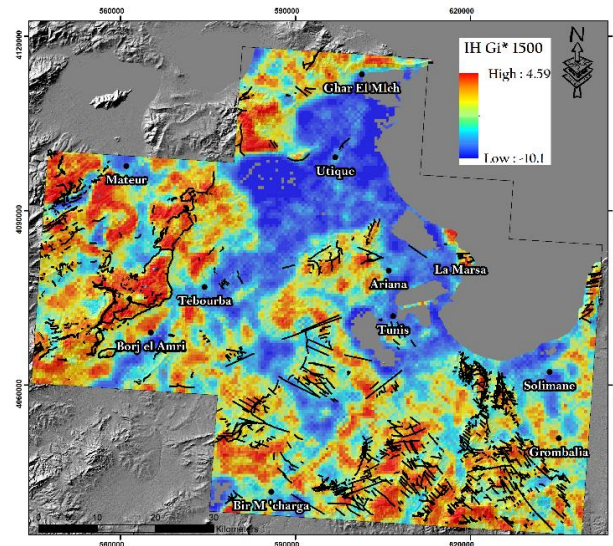 560000
590000
620000
4120000
N
IH Gi* 1500
High : 4.59
Low : -10.1
Ghar El Mleh
Utique
Mateur
4090000
La Marsa
Ariana
Tebourba
Tunis
Borj el Amri
Solimane
4060000
Grombalia
Bir M 'charga
0
10
20
30
Kilometers
560000
590000
620000